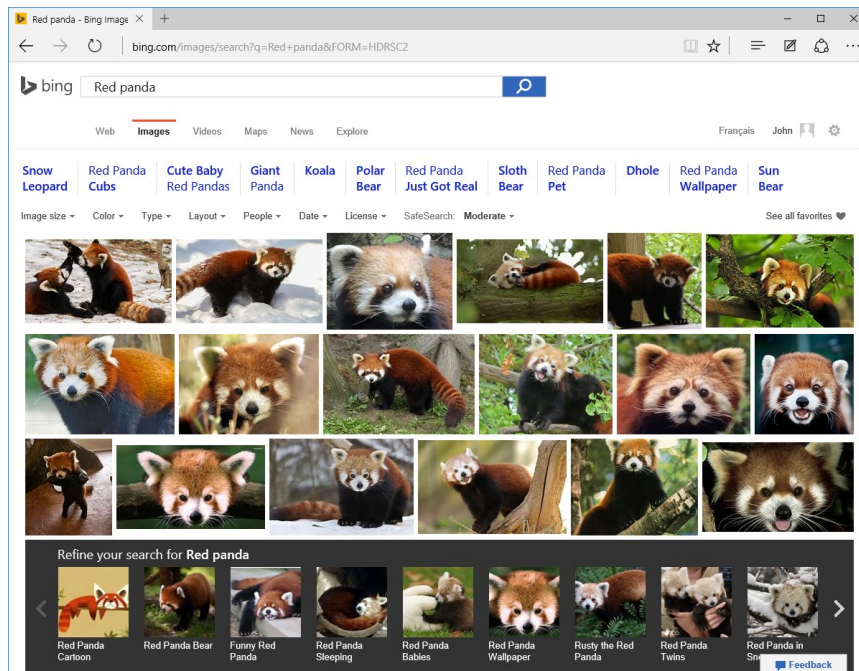 Red panda - Bing Image
bing.com/images/search?q=Red+panda&FORM=HDRSC2
bing
Red panda
Web Images Videos Maps News Explore
Français John
Snow Leopard
Red Panda Cubs
Cute Baby Red Pandas
Giant Panda
Koala
Polar Bear
Red Panda Just Got Real
Sloth Bear
Red Panda Pet
Dhole
Red Panda Wallpaper
Sun Bear
Image size Color Type Layout People Date License SafeSearch: Moderate See all favorites
Refine your search for Red panda
Red Panda Cartoon
Red Panda Bear
Funny Red Panda
Red Panda Sleeping
Red Panda Babies
Red Panda Wallpaper
Rusty the Red Panda
Red Panda Twins
Red Panda in
Feedback